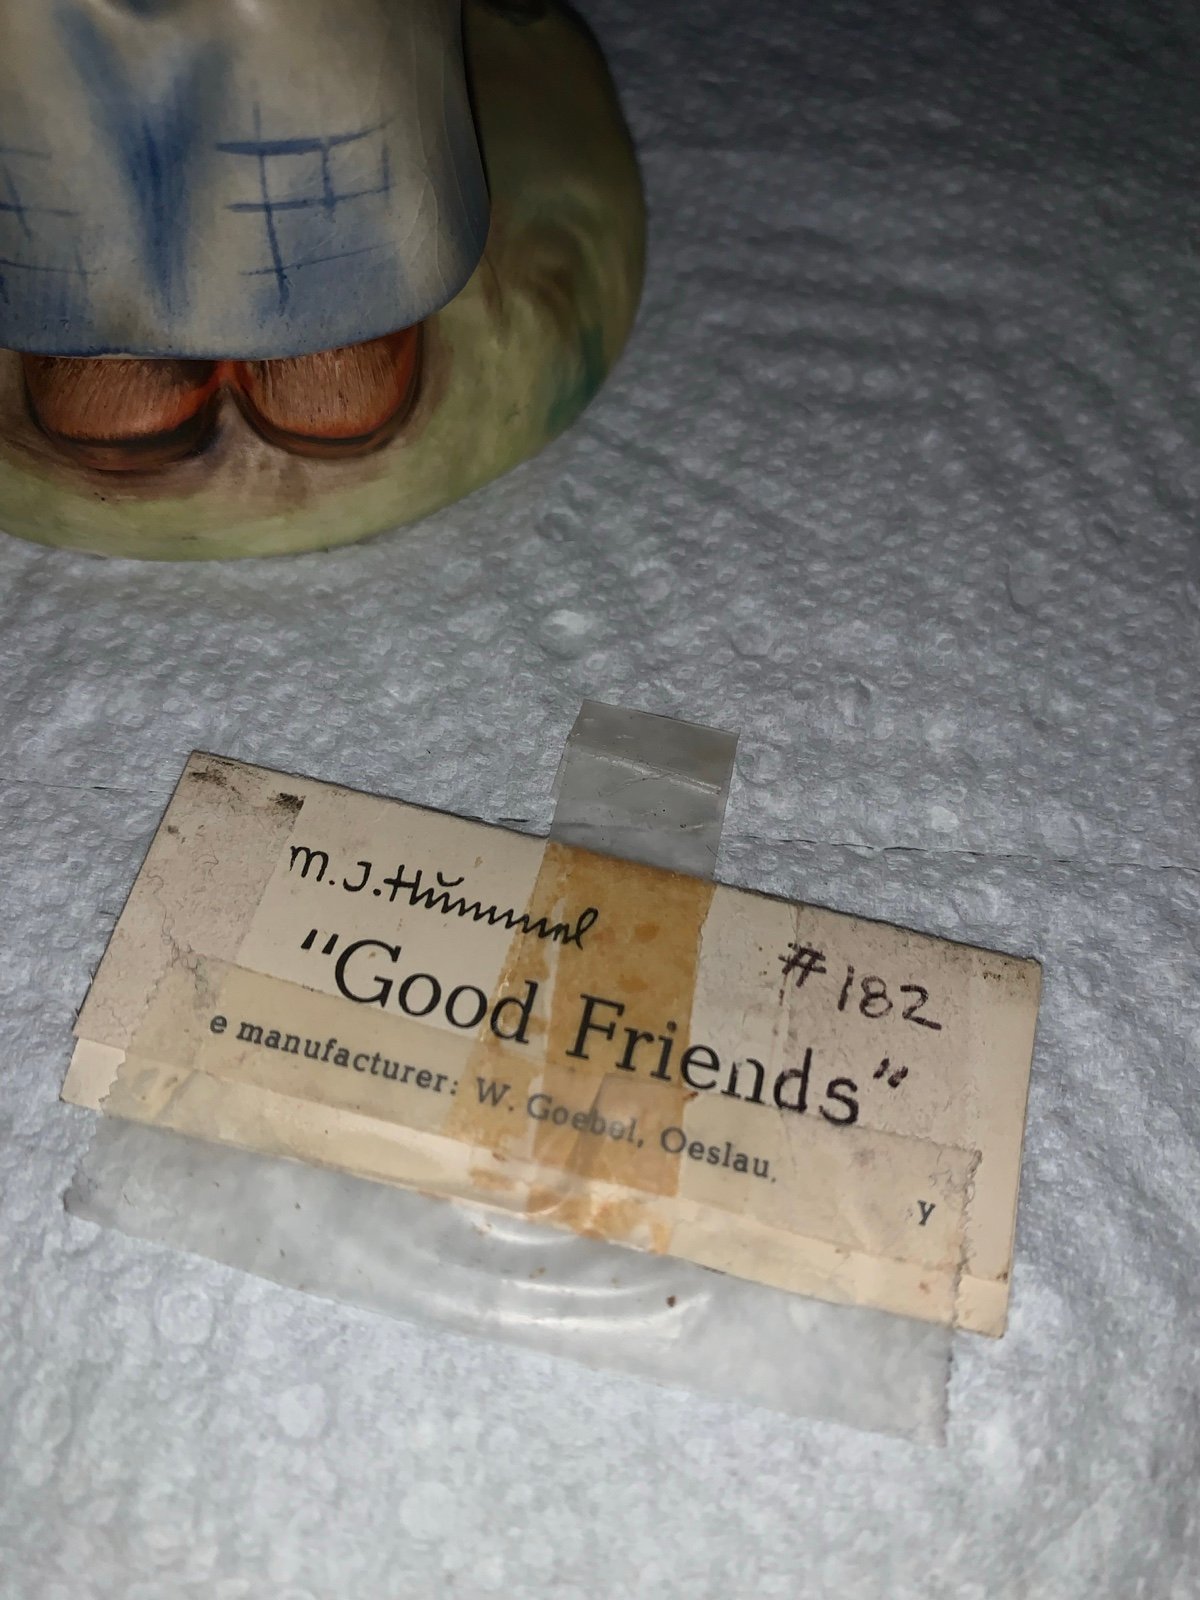 M.J.Hummel
#182
"Good Friends"
e manufacturer: W. Goebel, Oeslau,
y